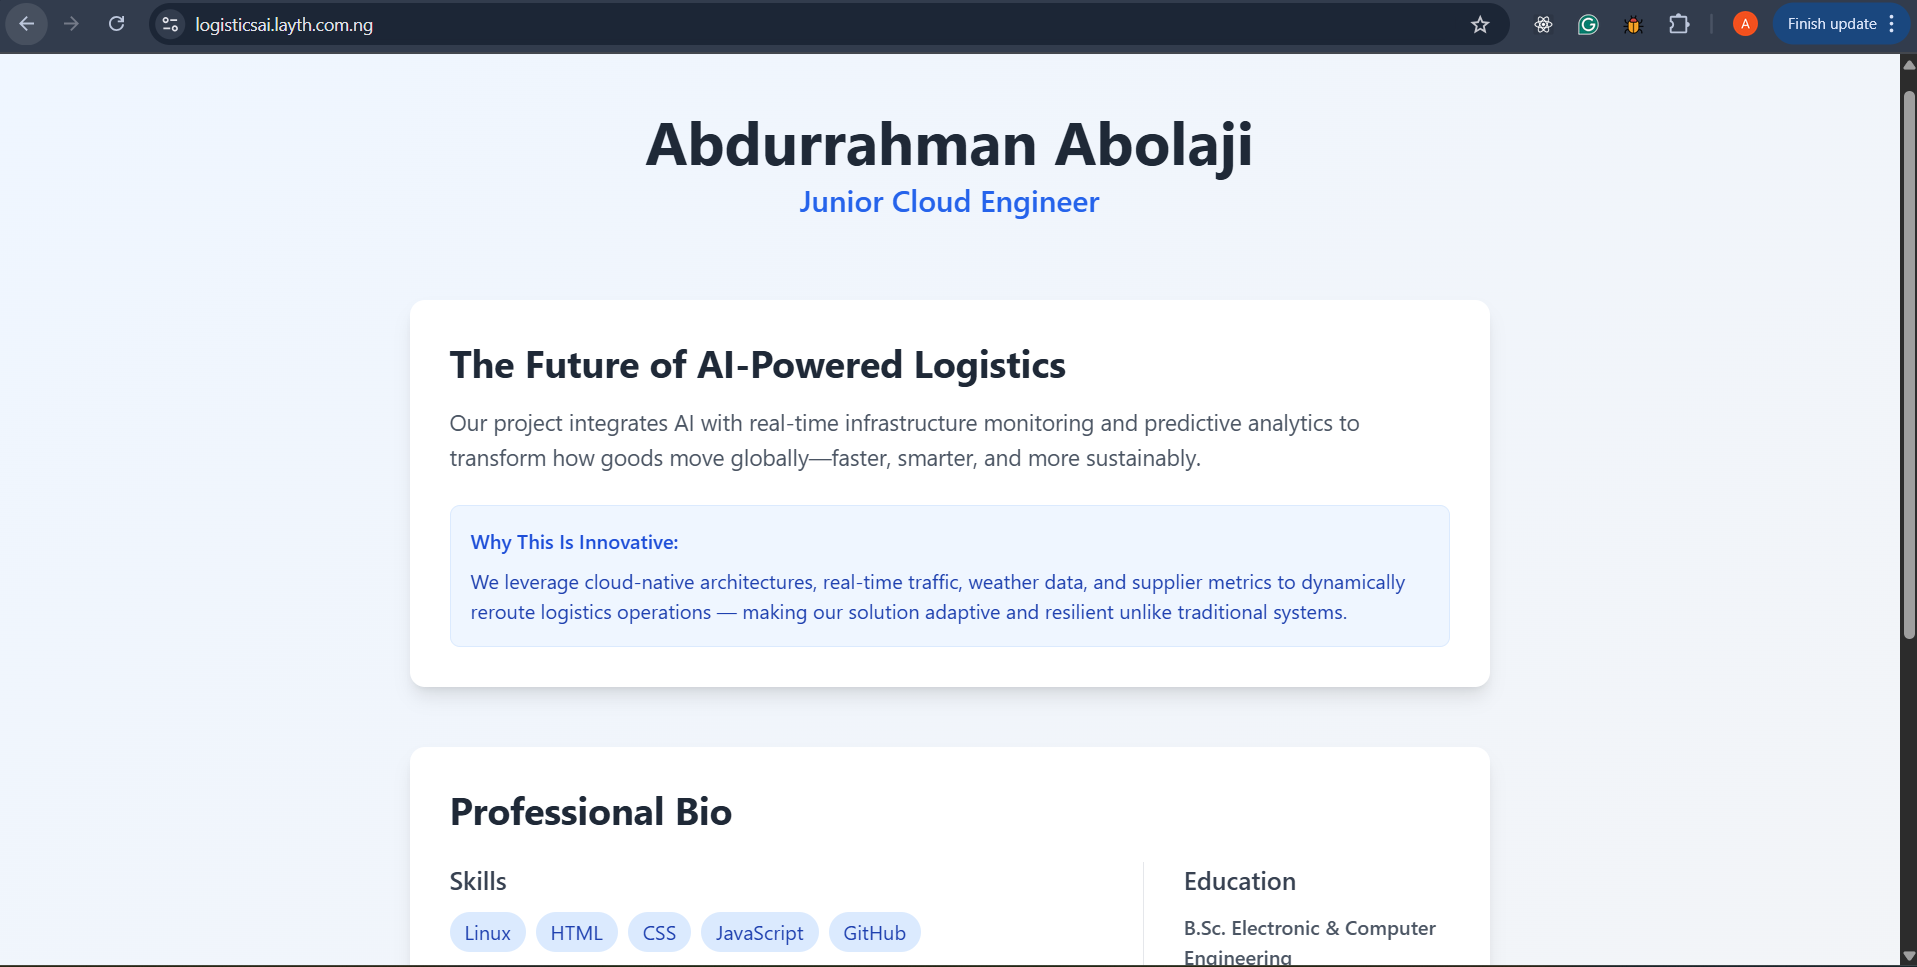 logisticsai.layth.com.ng
A
Finish update
Abdurrahman Abolaji
Junior Cloud Engineer
The Future of AI-Powered Logistics
Our project integrates AI with real-time infrastructure monitoring and predictive analytics to
transform how goods move globally—faster, smarter, and more sustainably.
Why This Is Innovative:
We leverage cloud-native architectures, real-time traffic, weather data, and supplier metrics to dynamically
reroute logistics operations — making our solution adaptive and resilient unlike traditional systems.
Professional Bio
Skills
Linux HTML CSS JavaScript GitHub
Education
B.Sc. Electronic & Computer
Engineering